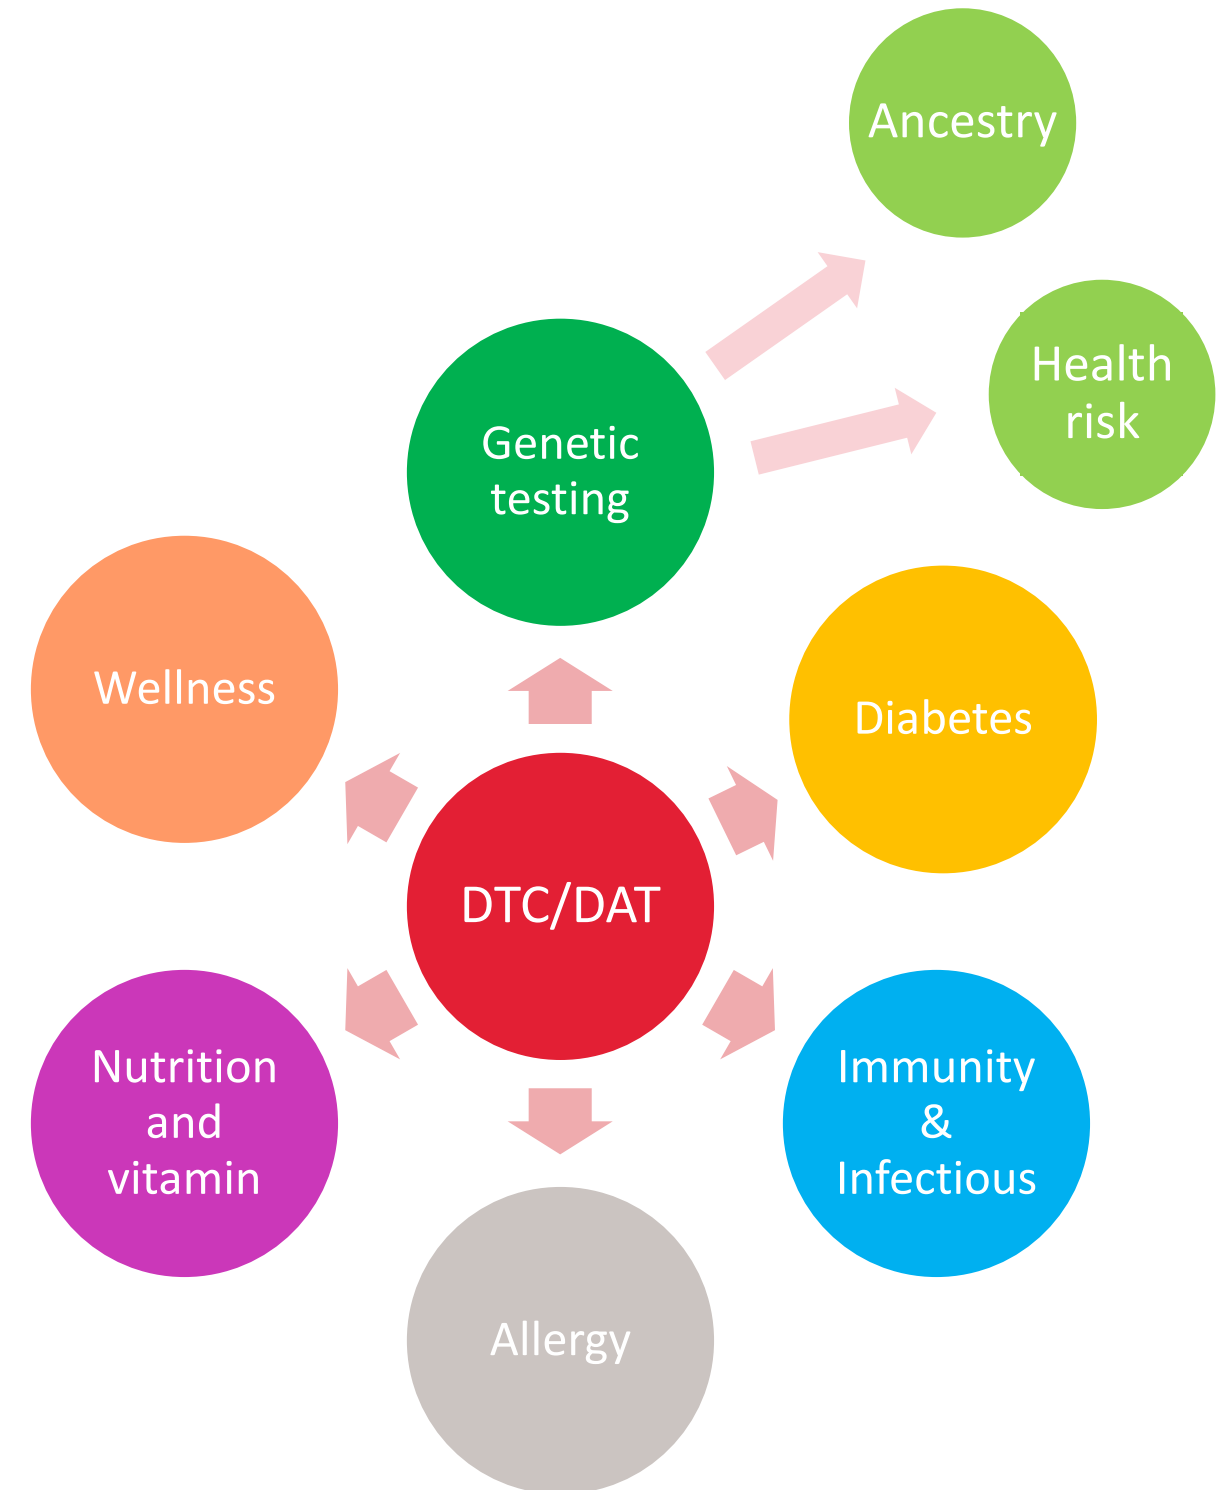 Ancestry
Health
risk
Genetic
testing
Wellness
Diabetes
DTC/DAT
Nutrition
and
vitamin
Immunity
&
Infectious
Allergy